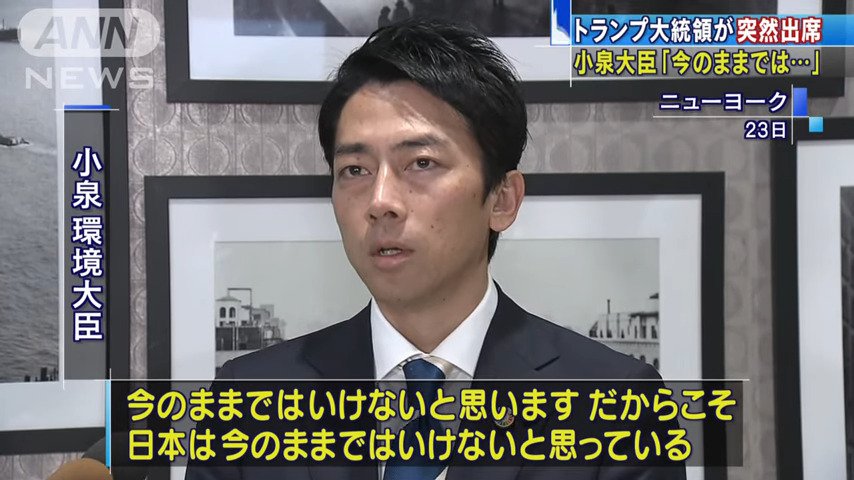 ANN
NEWS
トランプ大統領が 突然出席
小泉大臣「今のままでは…」
ニューヨーク
23日
小泉 環境大臣
今のままではいけないと思います だからこそ
日本は今のままではいけないと思っている